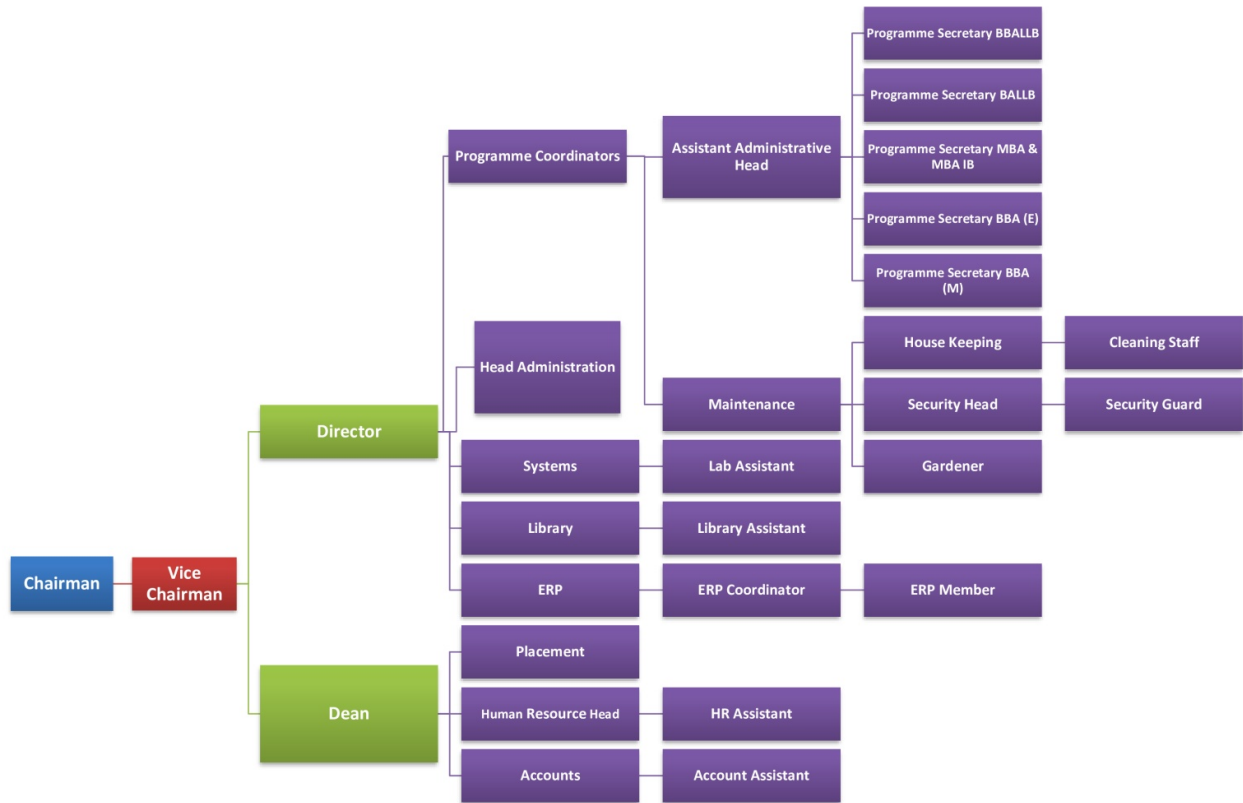 Programme Secretary BBALLB
Programme Secretary BALLB
Programme Coordinators
Assistant Administrative
Head
Programme Secretary MBA &
MBA IB
Programme Secretary BBA (E)
Programme Secretary BBA
(M)
Head Administration
House Keeping
Cleaning Staff
Maintenance
Security Head
Security Guard
Director
Systems
Lab Assistant
Gardener
Library
Library Assistant
Chairman
Vice
Chairman
ERP
ERP Coordinator
ERP Member
Placement
Dean
Human Resource Head
HR Assistant
Accounts
Account Assistant